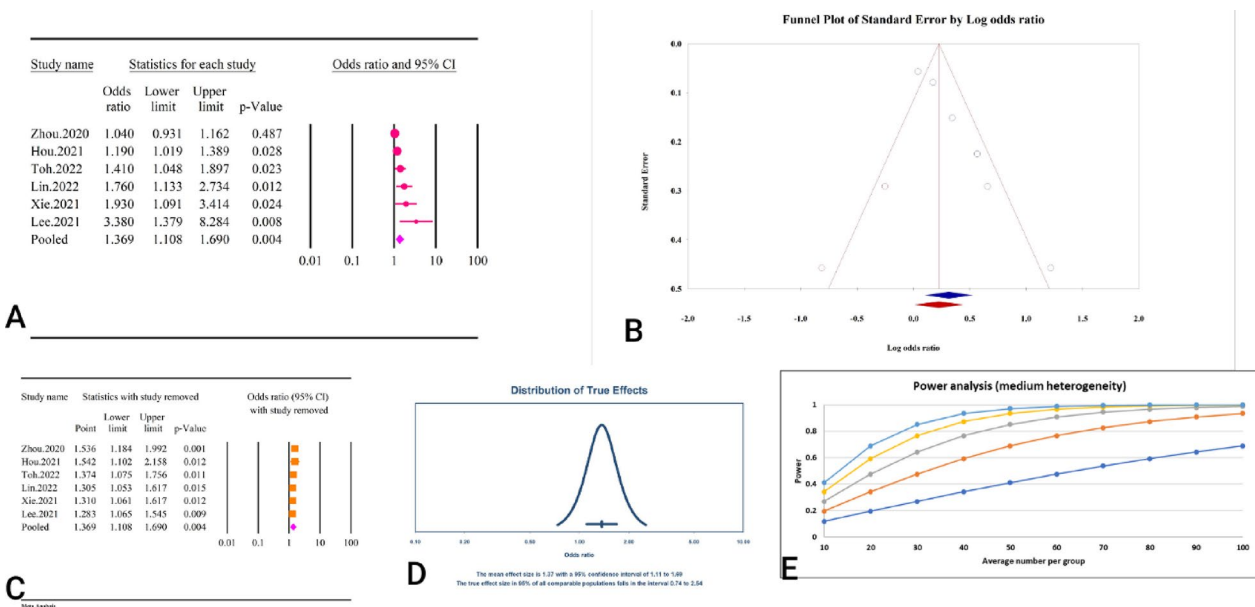 Study name Statistics for each study Odds ratio and 95% CI
Odds ratio Lower limit Upper limit p-Value
Zhou.2020 1.040 0.931 1.162 0.487
Hou.2021 1.190 1.019 1.389 0.028
Toh.2022 1.410 1.048 1.897 0.023
Lin.2022 1.760 1.133 2.734 0.012
Xie.2021 1.930 1.091 3.414 0.024
Lee.2021 3.380 1.379 8.284 0.008
Pooled 1.369 1.108 1.690 0.004
0.01 0.1 1 10 100
A
Funnel Plot of Standard Error by Log odds ratio
0.0
0.1
0.2
0.3
0.4
0.5
Standard Error
-2.0 -1.5 -1.0 -0.5 0.0 0.5 1.0 1.5 2.0
Log odds ratio
B
Study name Statistics with study removed Odds ratio (95% CI) with study removed
Point Lower limit Upper limit p-Value
Zhou.2020 1.536 1.184 1.992 0.001
Hou.2021 1.542 1.102 2.158 0.012
Toh.2022 1.374 1.075 1.756 0.011
Lin.2022 1.305 1.053 1.617 0.015
Xie.2021 1.310 1.061 1.617 0.012
Lee.2021 1.283 1.065 1.545 0.009
Pooled 1.369 1.108 1.690 0.004
0.01 0.1 1 10 100
C
Meta Analysis
Distribution of True Effects
0.10 0.20 0.50 1.00 2.00 5.00 10.00
Odds ratio
The mean effect size is 1.37 with a 95% confidence interval of 1.11 to 1.69
The true effect size in 95% of all comparable populations falls in the interval 0.74 to 2.54
D
Power analysis (medium heterogeneity)
1
0.8
0.6
0.4
0.2
0
Power
10 20 30 40 50 60 70 80 90 100
Average number per group
E